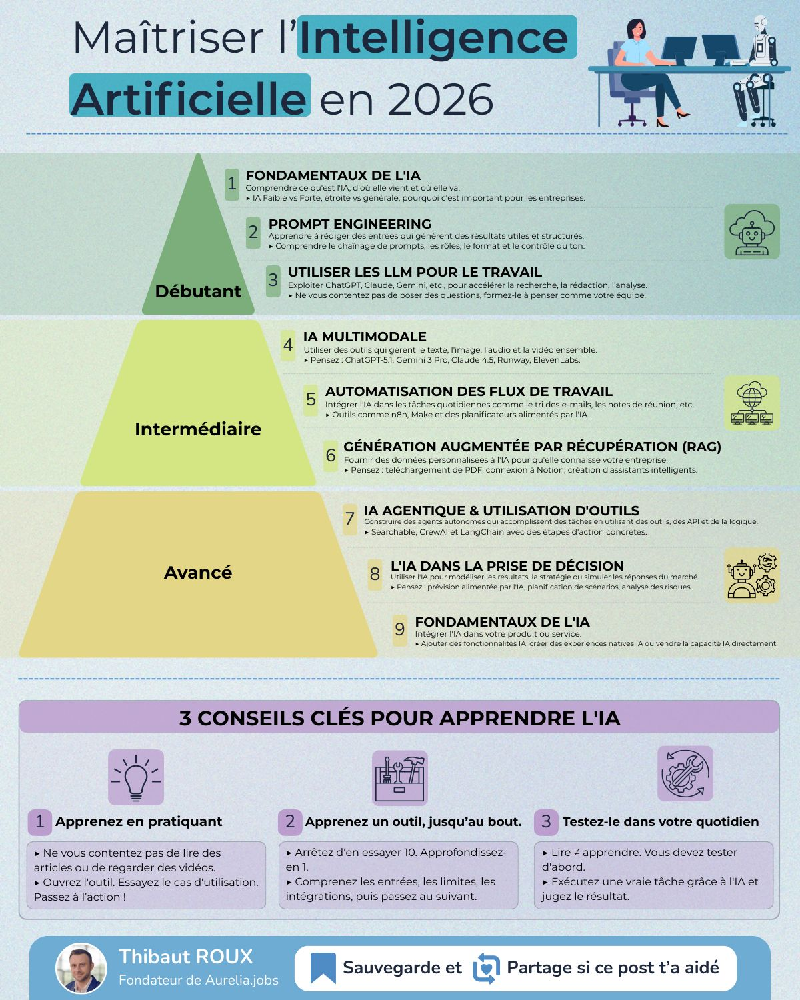 Maîtriser l’Intelligence
Artificielle en 2026
1
FONDAMENTAUX DE L'IA
Comprendre ce qu'est l'IA, d'où elle vient et où elle va.
▸ IA Faible vs Forte, étroite vs générale, pourquoi c'est important pour les entreprises.
2
PROMPT ENGINEERING
Apprendre à rédiger des entrées qui génèrent des résultats utiles et structurés.
▸ Comprendre le chaînage de prompts, les rôles, le format et le contrôle du ton.
3
UTILISER LES LLM POUR LE TRAVAIL
Exploiter ChatGPT, Claude, Gemini, etc., pour accélérer la recherche, la rédaction, l'analyse.
▸ Ne vous contentez pas de poser des questions, formez-le à penser comme votre équipe.
Débutant
4
IA MULTIMODALE
Utiliser des outils qui gèrent le texte, l'image, l'audio et la vidéo ensemble.
▸ Pensez : ChatGPT-5.1, Gemini 3 Pro, Claude 4.5, Runway, ElevenLabs.
5
AUTOMATISATION DES FLUX DE TRAVAIL
Intégrer l'IA dans les tâches quotidiennes comme le tri des e-mails, les notes de réunion, etc.
▸ Outils comme n8n, Make et des planificateurs alimentés par l'IA.
Intermédiaire
6
GÉNÉRATION AUGMENTÉE PAR RÉCUPÉRATION (RAG)
Fournir des données personnalisées à l'IA pour qu'elle connaisse votre entreprise.
▸ Pensez : téléchargement de PDF, connexion à Notion, création d'assistants intelligents.
7
IA AGENTIQUE & UTILISATION D'OUTILS
Construire des agents autonomes qui accomplissent des tâches en utilisant des outils, des API et de la logique.
▸ Searchable, CrewAI et LangChain avec des étapes d'action concrètes.
Avancé
8
L'IA DANS LA PRISE DE DÉCISION
Utiliser l'IA pour modéliser les résultats, la stratégie ou simuler les réponses du marché.
▸ Pensez : prévision alimentée par l'IA, planification de scénarios, analyse des risques.
9
FONDAMENTAUX DE L'IA
Intégrer l'IA dans votre produit ou service.
▸ Ajouter des fonctionnalités IA, créer des expériences natives IA ou vendre la capacité IA directement.
3 CONSEILS CLÉS POUR APPRENDRE L'IA
1 Apprenez en pratiquant
▸ Ne vous contentez pas de lire des
articles ou de regarder des vidéos.
▸ Ouvrez l'outil. Essayez le cas d'utilisation.
Passez à l’action !
2 Apprenez un outil, jusqu’au bout.
▸ Arrêtez d'en essayer 10. Approfondissez-
en 1.
▸ Comprenez les entrées, les limites, les
intégrations, puis passez au suivant.
3 Testez-le dans votre quotidien
▸ Lire ≠ apprendre. Vous devez tester
d'abord.
▸ Exécutez une vraie tâche grâce à l'IA et
jugez le résultat.
Thibaut ROUX
Fondateur de Aurelia.jobs
Sauvegarde et Partage si ce post t’a aidé